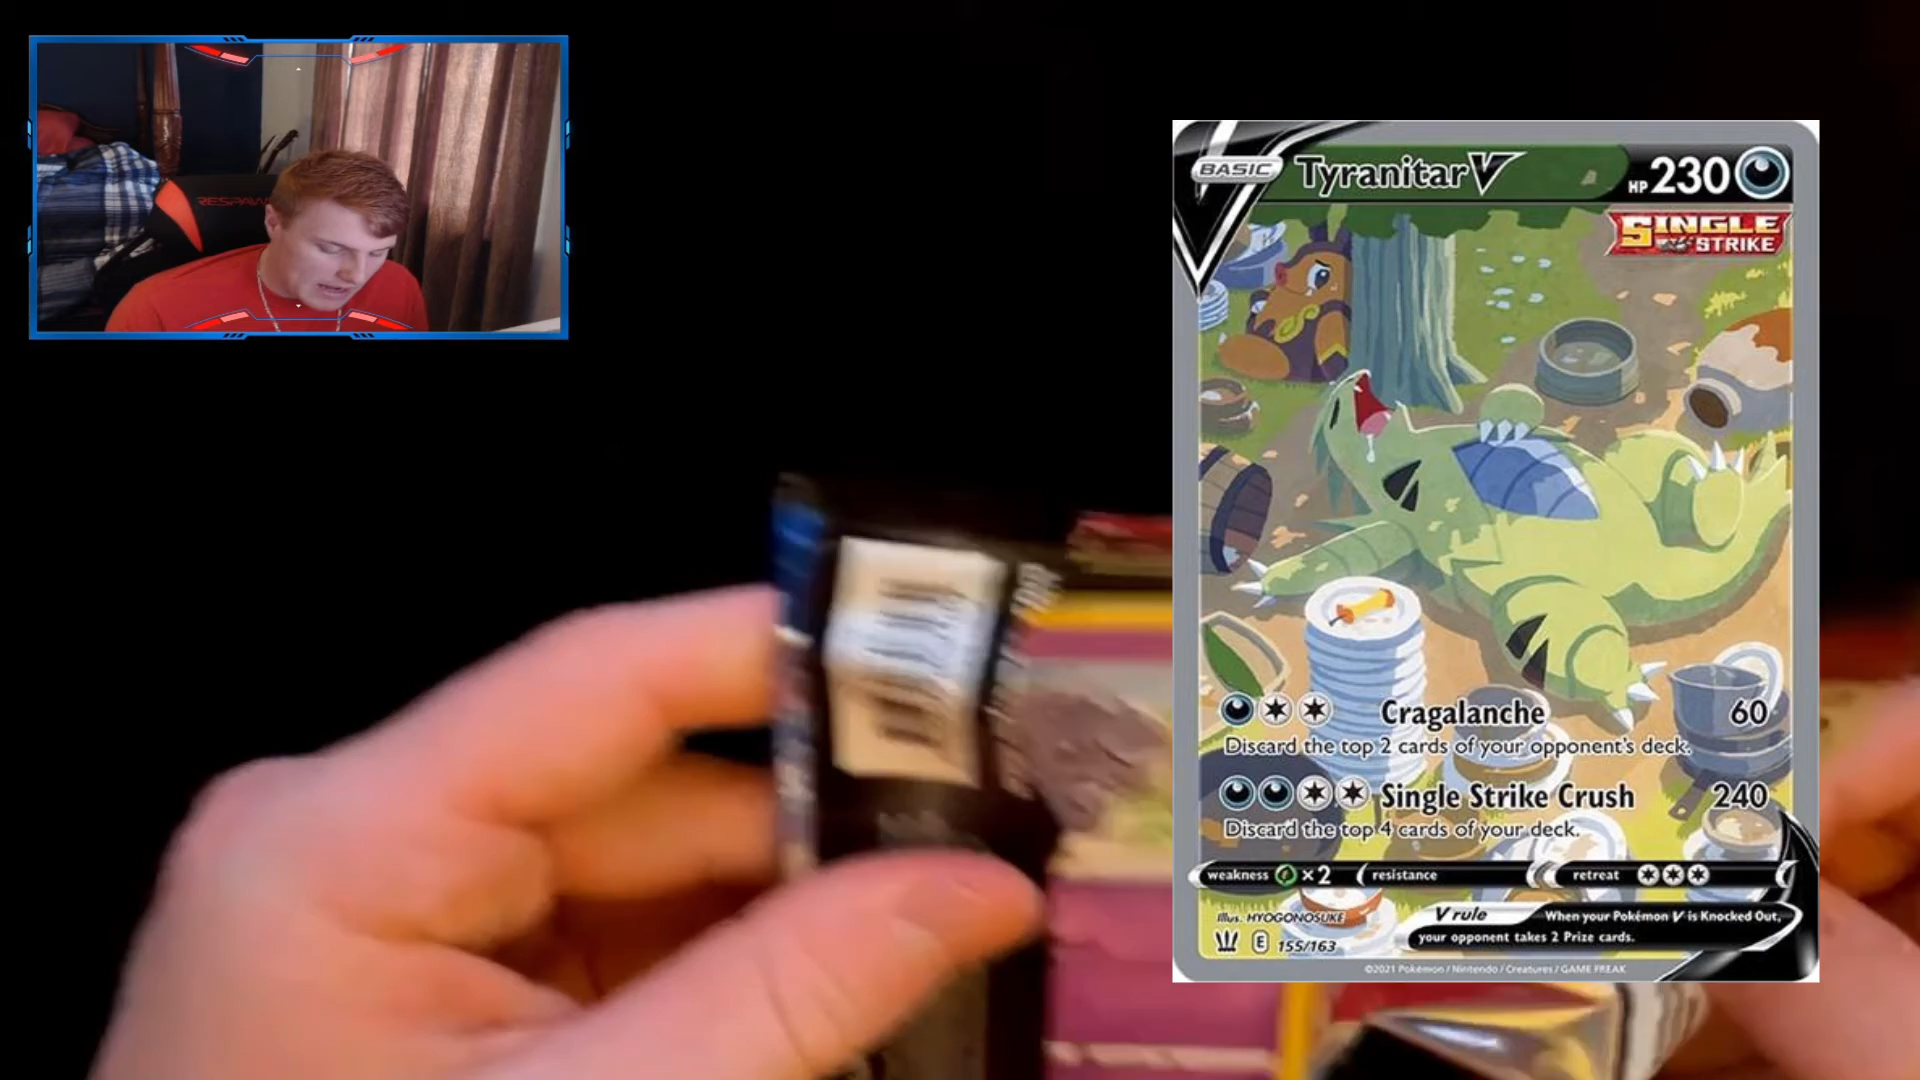 RESPAW
BASIC
Tyranitar V
HP 230
SINGLE
STRIKE
Cragalanche 60
Discard the top 2 cards of your opponent's deck.
Single Strike Crush 240
Discard the top 4 cards of your deck.
weakness ×2 resistance retreat
Illus. HYOGONOSUKE
V rule When your Pokémon V is Knocked Out,
your opponent takes 2 Prize cards.
E 155/163
©2021 Pokémon / Nintendo / Creatures / GAME FREAK